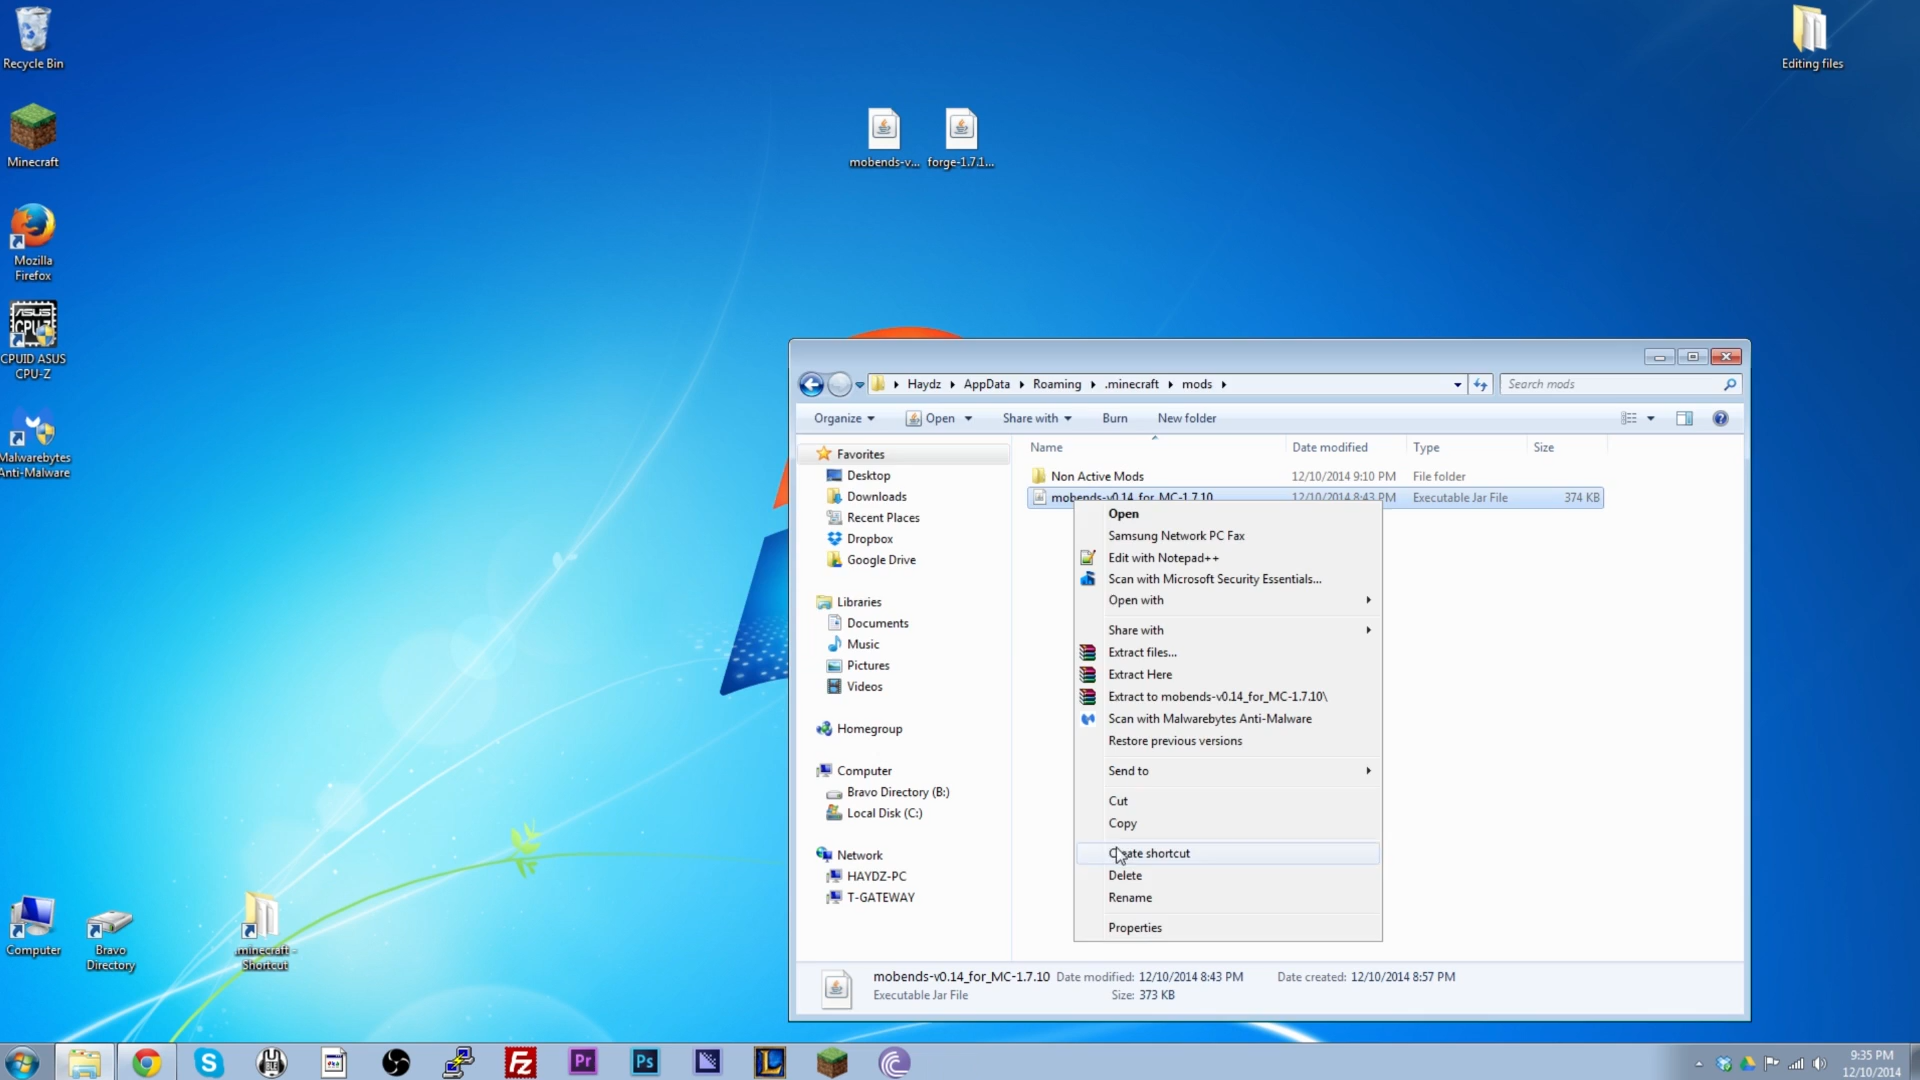 Recycle Bin
Editing files
Minecraft
mobends-v...
forge-1.7.1...
Mozilla
Firefox
CPUID ASUS
CPU-Z
Malwarebytes
Anti-Malware
Haydz
AppData
Roaming
.minecraft
mods
Search mods
Organize
Open
Share with
Burn
New folder
Name
Date modified
Type
Size
Favorites
Desktop
Downloads
Recent Places
Dropbox
Google Drive
Libraries
Documents
Music
Pictures
Videos
Homegroup
Computer
Bravo Directory (B:)
Local Disk (C:)
Network
HAYDZ-PC
T-GATEWAY
Non Active Mods 12/10/2014 9:10 PM File folder
mobends-v0.14_for_MC-1.7.10 12/10/2014 8:43 PM Executable Jar File 374 KB
Open
Samsung Network PC Fax
Edit with Notepad++
Scan with Microsoft Security Essentials...
Open with
Share with
Extract files...
Extract Here
Extract to mobends-v0.14_for_MC-1.7.10\
Scan with Malwarebytes Anti-Malware
Restore previous versions
Send to
Cut
Copy
Create shortcut
Delete
Rename
Properties
mobends-v0.14_for_MC-1.7.10 Date modified: 12/10/2014 8:43 PM Date created: 12/10/2014 8:57 PM
Executable Jar File Size: 373 KB
Computer
Bravo
Directory
.minecraft -
Shortcut
Pr
Ps
9:35 PM
12/10/2014